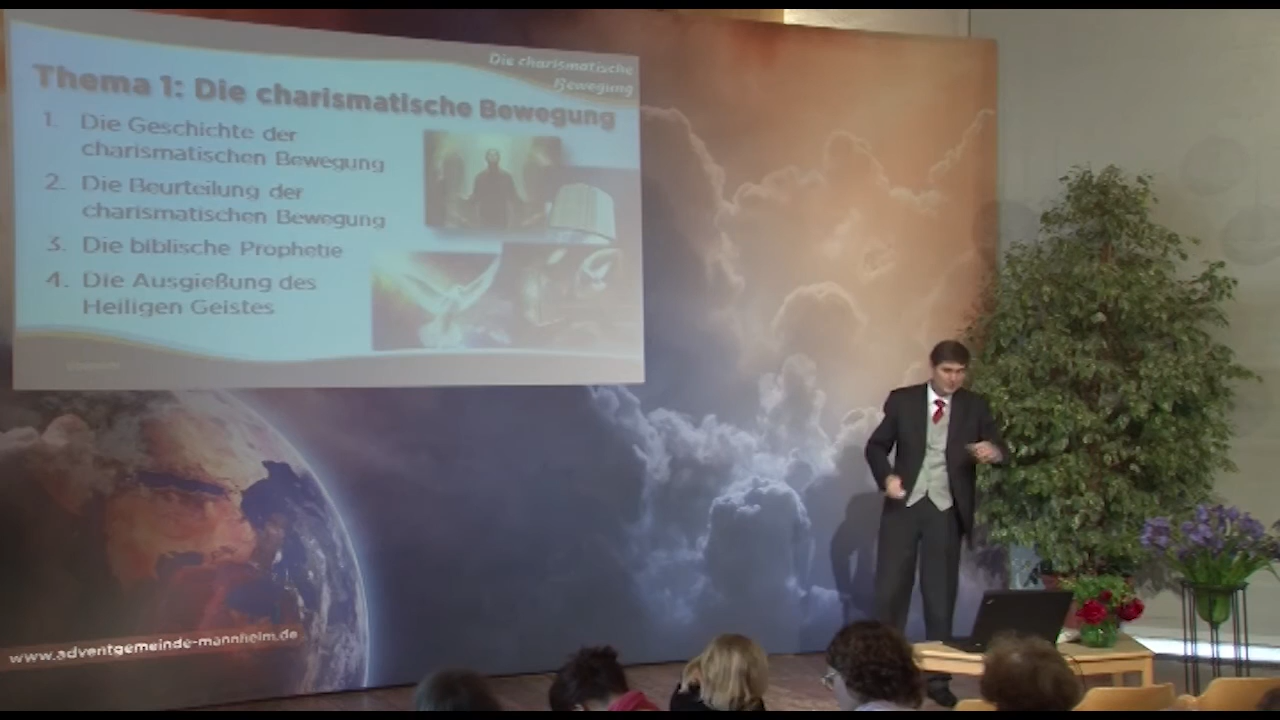 Die charismatische
Bewegung
Thema 1: Die charismatische Bewegung
1. Die Geschichte der
charismatischen Bewegung
2. Die Beurteilung der
charismatischen Bewegung
3. Die biblische Prophetie
4. Die Ausgießung des
Heiligen Geistes
www.adventgemeinde-mannheim.de